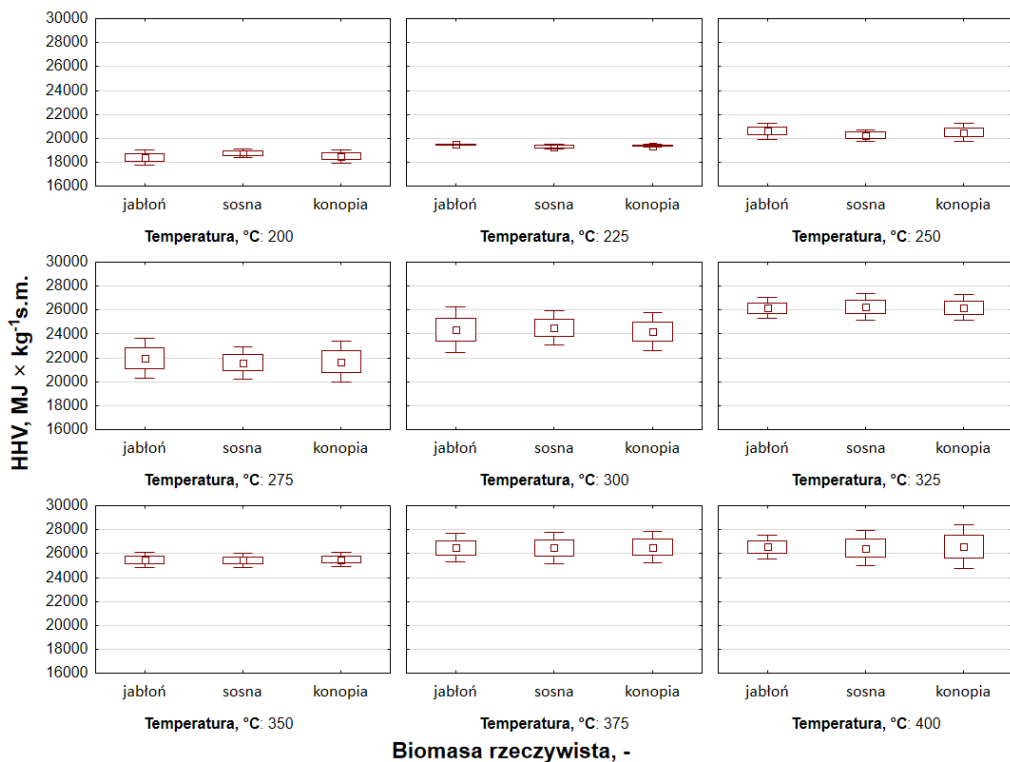 30000
28000
26000
24000
22000
20000
18000
16000
jabłoń sosna konopia
Temperatura, °C: 200
jabłoń sosna konopia
Temperatura, °C: 225
jabłoń sosna konopia
Temperatura, °C: 250
HHV, MJ × kg⁻¹s.m.
30000
28000
26000
24000
22000
20000
18000
16000
jabłoń sosna konopia
Temperatura, °C: 275
jabłoń sosna konopia
Temperatura, °C: 300
jabłoń sosna konopia
Temperatura, °C: 325
30000
28000
26000
24000
22000
20000
18000
16000
jabłoń sosna konopia
Temperatura, °C: 350
jabłoń sosna konopia
Temperatura, °C: 375
jabłoń sosna konopia
Temperatura, °C: 400
Biomasa rzeczywista, -